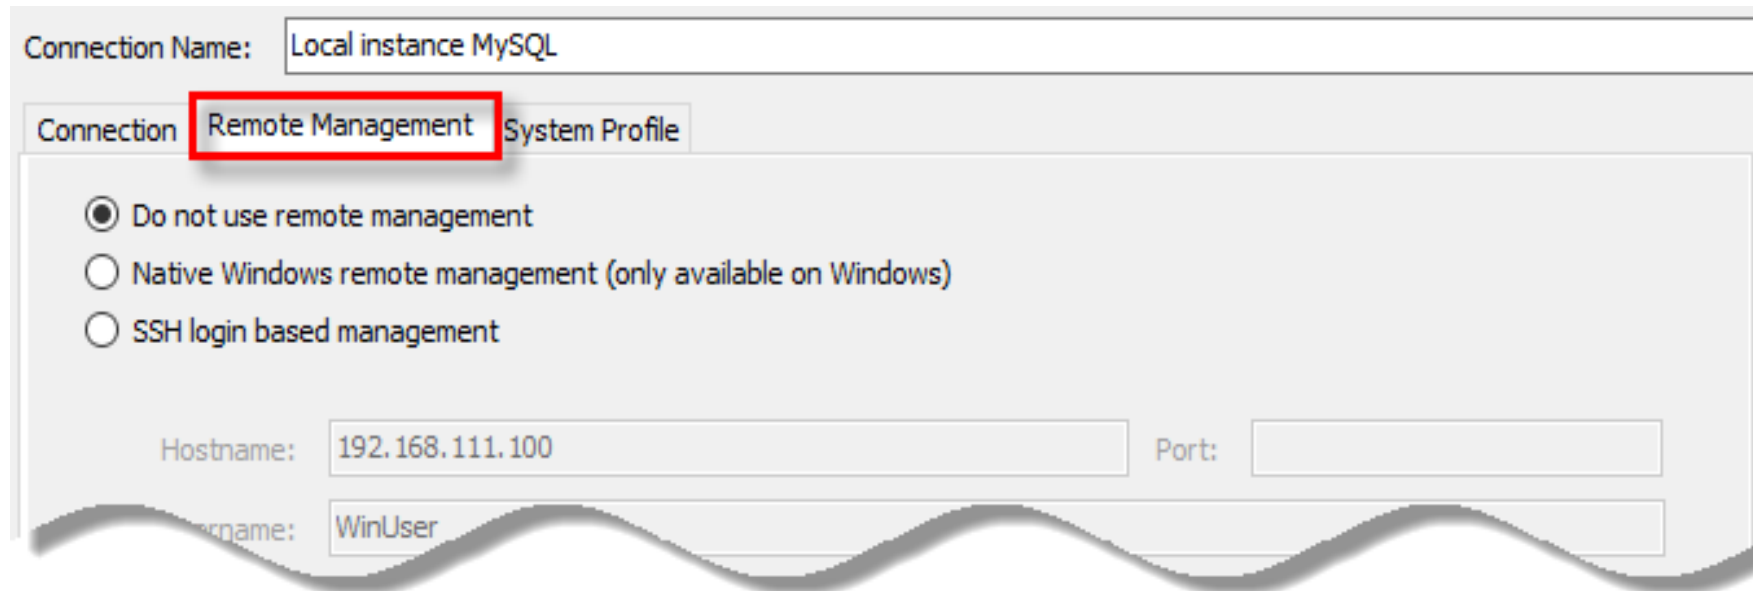 Connection Name: Local instance MySQL
Connection Remote Management System Profile
Do not use remote management
Native Windows remote management (only available on Windows)
SSH login based management
Hostname: 192.168.111.100 Port:
WinUser